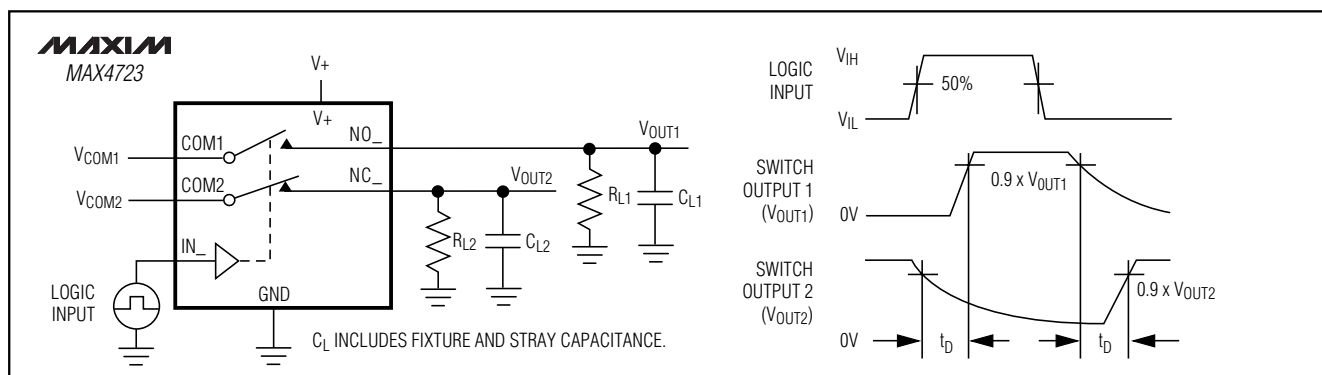 MAXIM
MAX4723
V+
V+
COM1
NO_
VOUT1
VCOM1
COM2
NC_
VOUT2
VCOM2
RL1
CL1
IN_
RL2
CL2
LOGIC
INPUT
GND
CL INCLUDES FIXTURE AND STRAY CAPACITANCE.
LOGIC
INPUT
VIH
50%
VIL
SWITCH
OUTPUT 1
(VOUT1)
0.9 x VOUT1
0V
SWITCH
OUTPUT 2
(VOUT2)
0.9 x VOUT2
0V
tD
tD